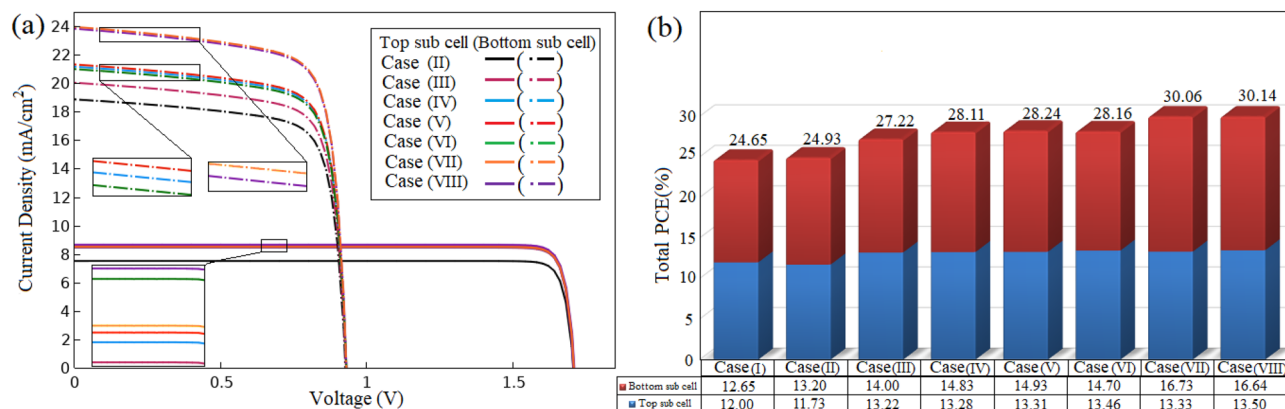 (a)
24
22
20
18
16
14
12
10
8
6
4
2
0
Current Density (mA/cm²)
0 0.5 1 1.5
Voltage (V)
Top sub cell (Bottom sub cell)
Case (II)
Case (III)
Case (IV)
Case (V)
Case (VI)
Case (VII)
Case (VIII)
(b)
Total PCE(%)
30
25
20
15
10
5
0
24.65 24.93 27.22 28.11 28.24 28.16 30.06 30.14
Case(I) Case(II) Case(III) Case(IV) Case(V) Case(VI) Case(VII) Case(VIII)
Bottom sub cell 12.65 13.20 14.00 14.83 14.93 14.70 16.73 16.64
Top sub cell 12.00 11.73 13.22 13.28 13.31 13.46 13.33 13.50